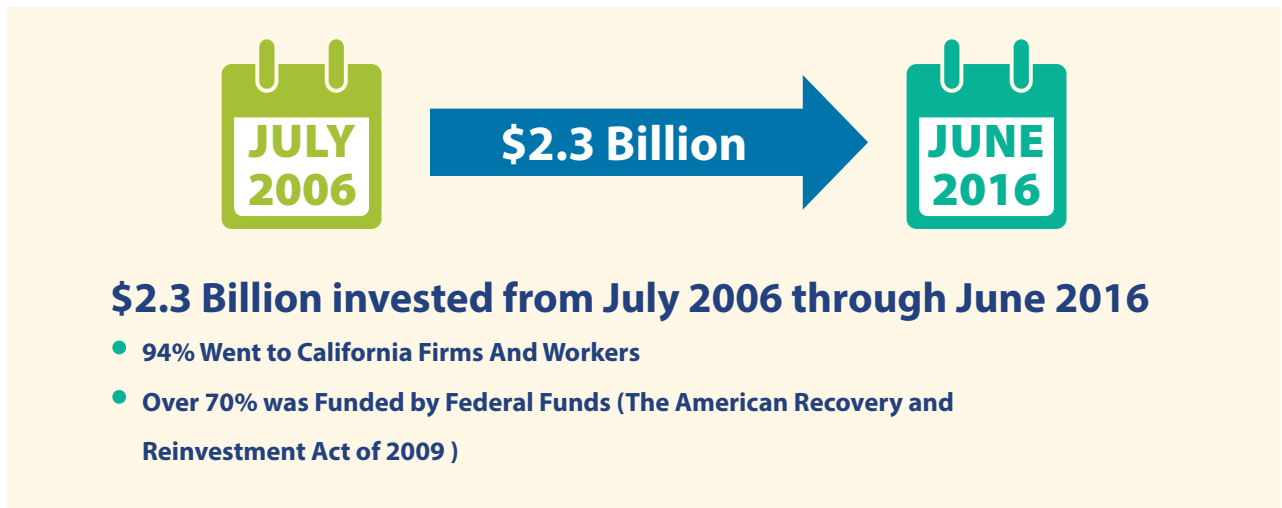 JULY
2006
$2.3 Billion
JUNE
2016
$2.3 Billion invested from July 2006 through June 2016
• 94% Went to California Firms And Workers
• Over 70% was Funded by Federal Funds (The American Recovery and
Reinvestment Act of 2009 )